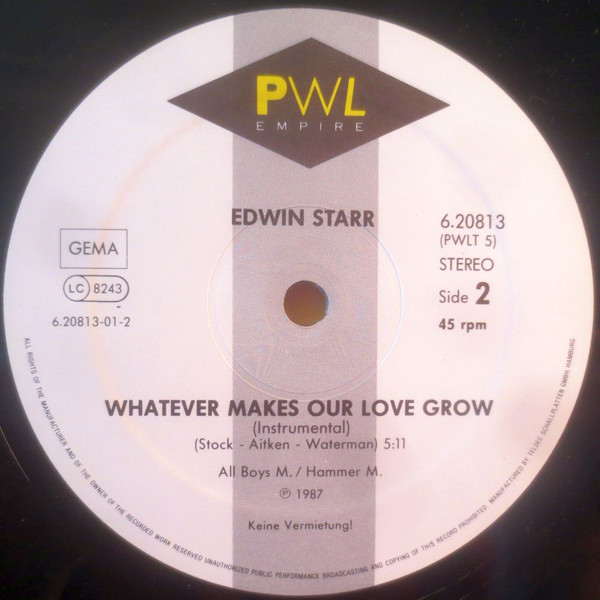 PWL
EMPIRE
EDWIN STARR
6.20813
(PWLT 5)
STEREO
Side 2
45 rpm
GEMA
LC 8243
6.20813-01-2
WHATEVER MAKES OUR LOVE GROW
(Instrumental)
(Stock - Aitken - Waterman) 5:11
All Boys M. / Hammer M.
℗ 1987
Keine Vermietung!
ALL RIGHTS OF THE MANUFACTURER AND OF THE OWNER OF THE RECORDED WORK RESERVED UNAUTHORIZED PUBLIC PERFORMANCE BROADCASTING AND COPYING OF THIS RECORD PROHIBITED. MANUFACTURED BY TELDEC SCHALLPLATTEN GMBH, HAMBURG